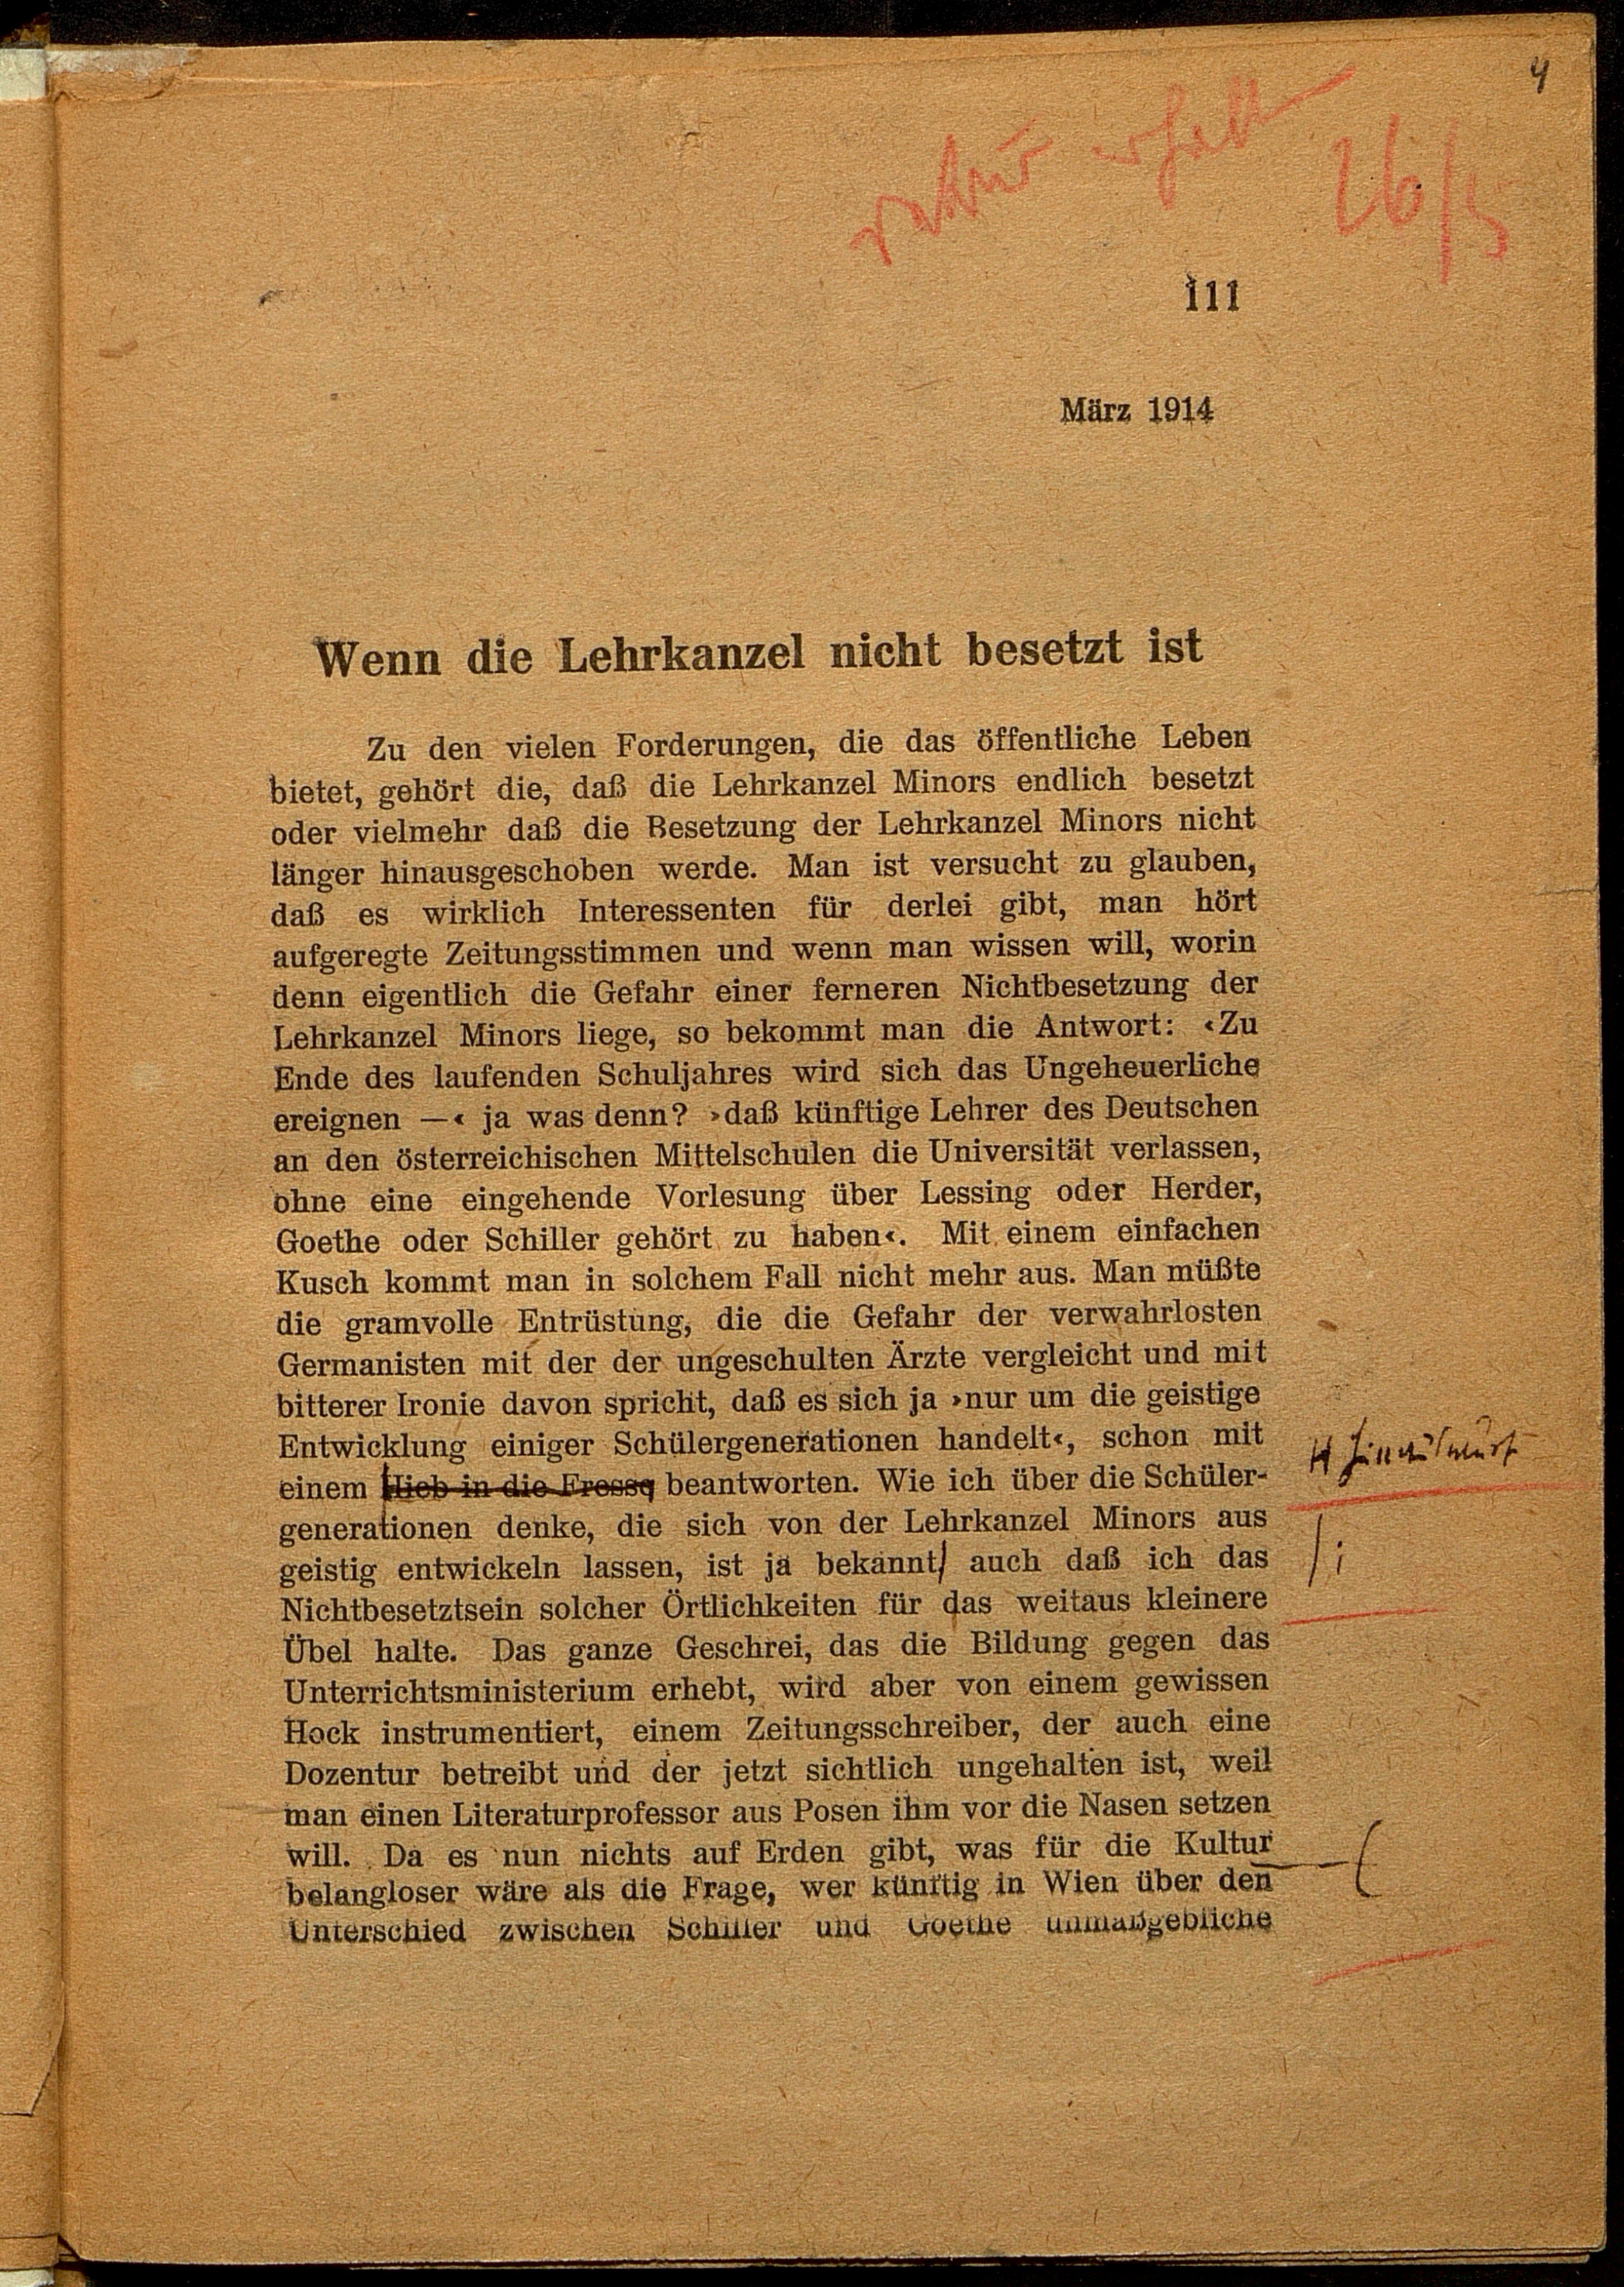 4
26/5
111
März 1914
Wenn die Lehrkanzel nicht besetzt ist
Zu den vielen Forderungen, die das öffentliche Leben
bietet, gehört die, daß die Lehrkanzel Minors endlich besetzt
oder vielmehr daß die Besetzung der Lehrkanzel Minors nicht
länger hinausgeschoben werde. Man ist versucht zu glauben,
daß es wirklich Interessenten für derlei gibt, man hört
aufgeregte Zeitungsstimmen und wenn man wissen will, worin
denn eigentlich die Gefahr einer ferneren Nichtbesetzung der
Lehrkanzel Minors liege, so bekommt man die Antwort: ‹Zu
Ende des laufenden Schuljahres wird sich das Ungeheuerliche
ereignen —‹ ja was denn? ›daß künftige Lehrer des Deutschen
an den österreichischen Mittelschulen die Universität verlassen,
ohne eine eingehende Vorlesung über Lessing oder Herder,
Goethe oder Schiller gehört zu haben‹. Mit einem einfachen
Kusch kommt man in solchem Fall nicht mehr aus. Man müßte
die gramvolle Entrüstung, die die Gefahr der verwahrlosten
Germanisten mit der der ungeschulten Ärzte vergleicht und mit
bitterer Ironie davon spricht, daß es sich ja ›nur um die geistige
Entwicklung einiger Schülergenerationen handelt‹, schon mit
einem Hieb in die Fresse beantworten. Wie ich über die Schüler-
Hinauswurf
generationen denke, die sich von der Lehrkanzel Minors aus
geistig entwickeln lassen, ist ja bekannt, auch daß ich das
;
Nichtbesetztsein solcher Örtlichkeiten für das weitaus kleinere
Übel halte. Das ganze Geschrei, das die Bildung gegen das
Unterrichtsministerium erhebt, wird aber von einem gewissen
Hock instrumentiert, einem Zeitungsschreiber, der auch eine
Dozentur betreibt und der jetzt sichtlich ungehalten ist, weil
man einen Literaturprofessor aus Posen ihm vor die Nasen setzen
will. Da es nun nichts auf Erden gibt, was für die Kultur
belangloser wäre als die Frage, wer künftig in Wien über den
Unterschied zwischen Schiller und Goethe unmaßgebliche